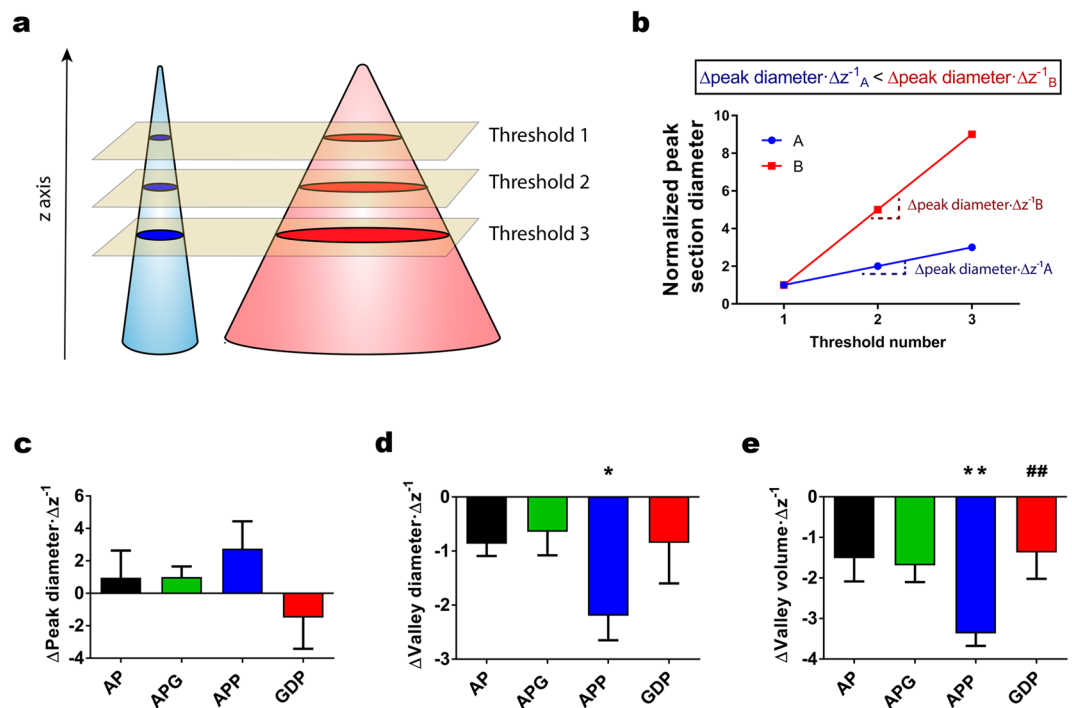 a
z axis
Threshold 1
Threshold 2
Threshold 3
b
Δpeak diameter·Δz⁻¹A < Δpeak diameter·Δz⁻¹B
Normalized peak
section diameter
10
8
6
4
2
0
A
B
Δpeak diameter·Δz⁻¹B
Δpeak diameter·Δz⁻¹A
1 2 3
Threshold number
c
ΔPeak diameter·Δz⁻¹
6
4
2
0
-2
-4
AP APG APP GDP
d
ΔValley diameter·Δz⁻¹
0
-1
-2
-3
*
AP APG APP GDP
e
ΔValley volume·Δz⁻¹
0
-1
-2
-3
-4
** ##
AP APG APP GDP